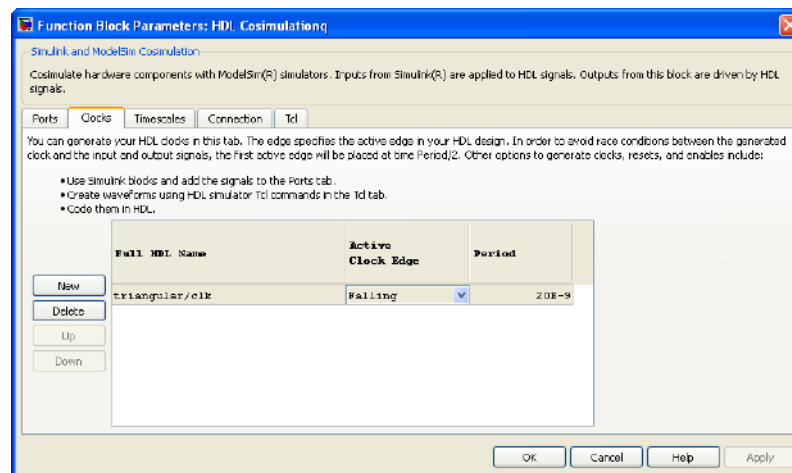 Function Block Parameters: HDL Cosimulationq
Simulink and ModelSim Cosimulation
Cosimulate hardware components with ModelSim(R) simulators. Inputs from Simulink(R) are applied to HDL signals. Outputs from this block are driven by HDL
signals.
Ports Clocks Timescales Connection Tcl
You can generate your HDL clocks in this tab. The edge specifies the active edge in your HDL design. In order to avoid race conditions between the generated
clock and the input and output signals, the first active edge will be placed at time Period/2. Other options to generate clocks, resets, and enables include:
•Use Simulink blocks and add the signals to the Ports tab.
•Create waveforms using HDL simulator Tcl commands in the Tcl tab.
•Code them in HDL.
Full HDL Name Active Clock Edge Period
New
triangular/clk Falling 20E-9
Delete
Up
Down
OK Cancel Help Apply